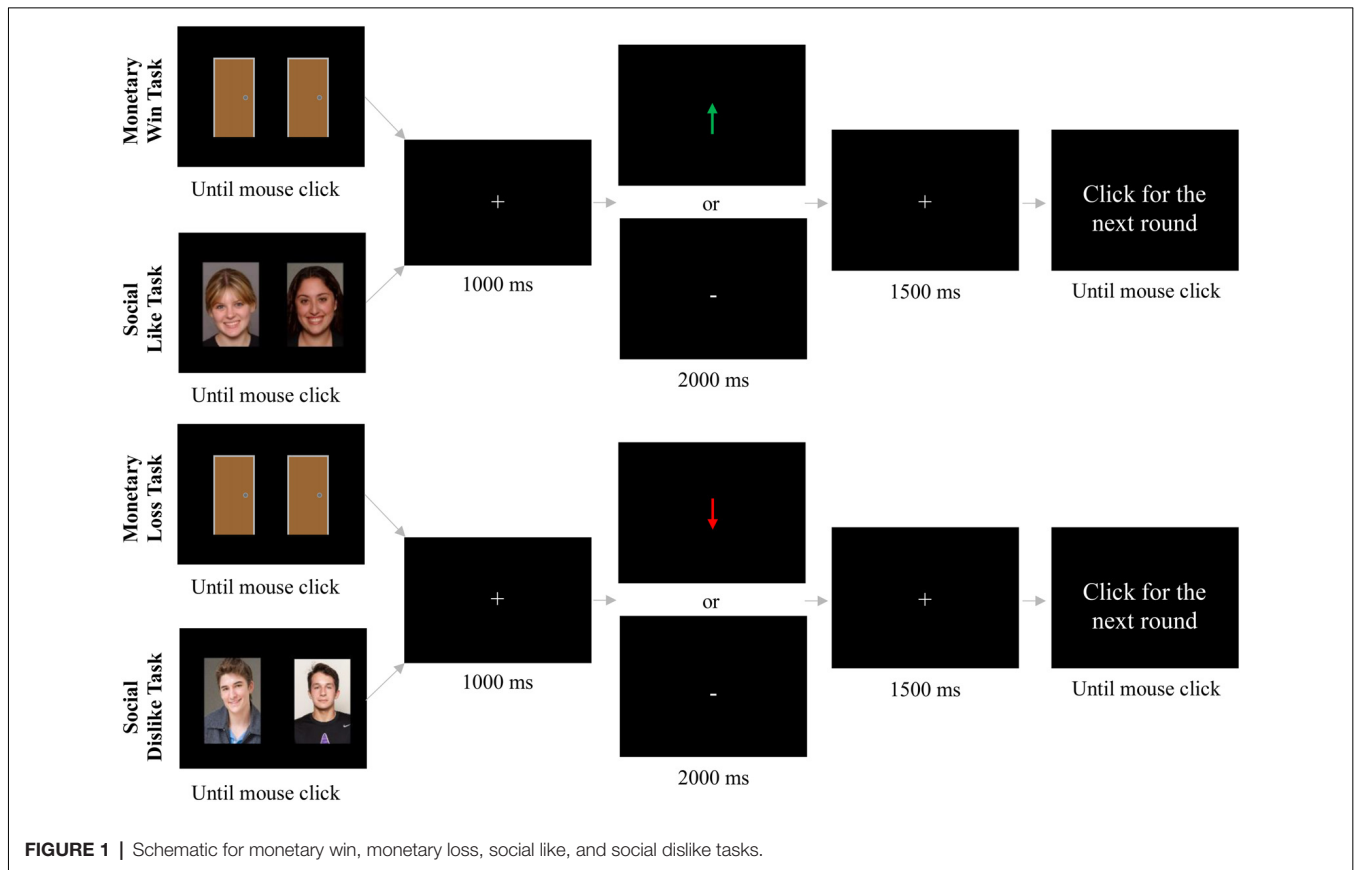 Monetary
Win Task
Until mouse click
Social
Like Task
Until mouse click
+
1000 ms
or
-
2000 ms
+
1500 ms
Click for the
next round
Until mouse click
Monetary
Loss Task
Until mouse click
Social
Dislike Task
Until mouse click
+
1000 ms
or
-
2000 ms
+
1500 ms
Click for the
next round
Until mouse click
FIGURE 1 | Schematic for monetary win, monetary loss, social like, and social dislike tasks.